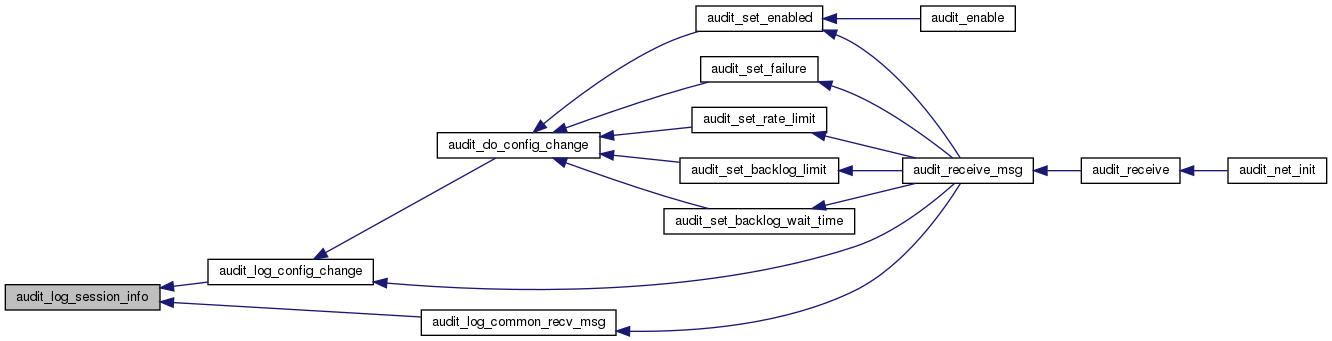 audit_set_enabled
audit_enable
audit_set_failure
audit_set_rate_limit
audit_do_config_change
audit_set_backlog_limit
audit_receive_msg
audit_receive
audit_net_init
audit_set_backlog_wait_time
audit_log_config_change
audit_log_session_info
audit_log_common_recv_msg